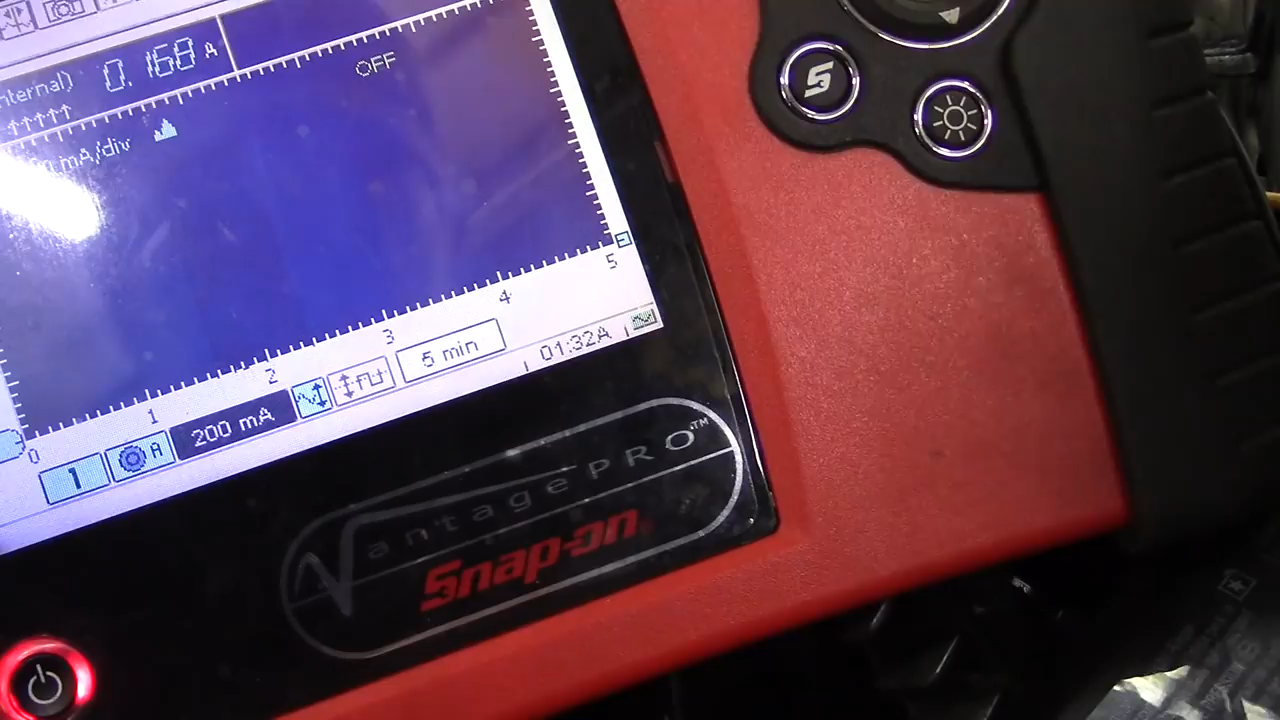 0.168 A
OFF
mA/div
5
4
3
2
1
0
1 A 200 mA 5 min 01:32A
VantagePRO™
Snap-on
S